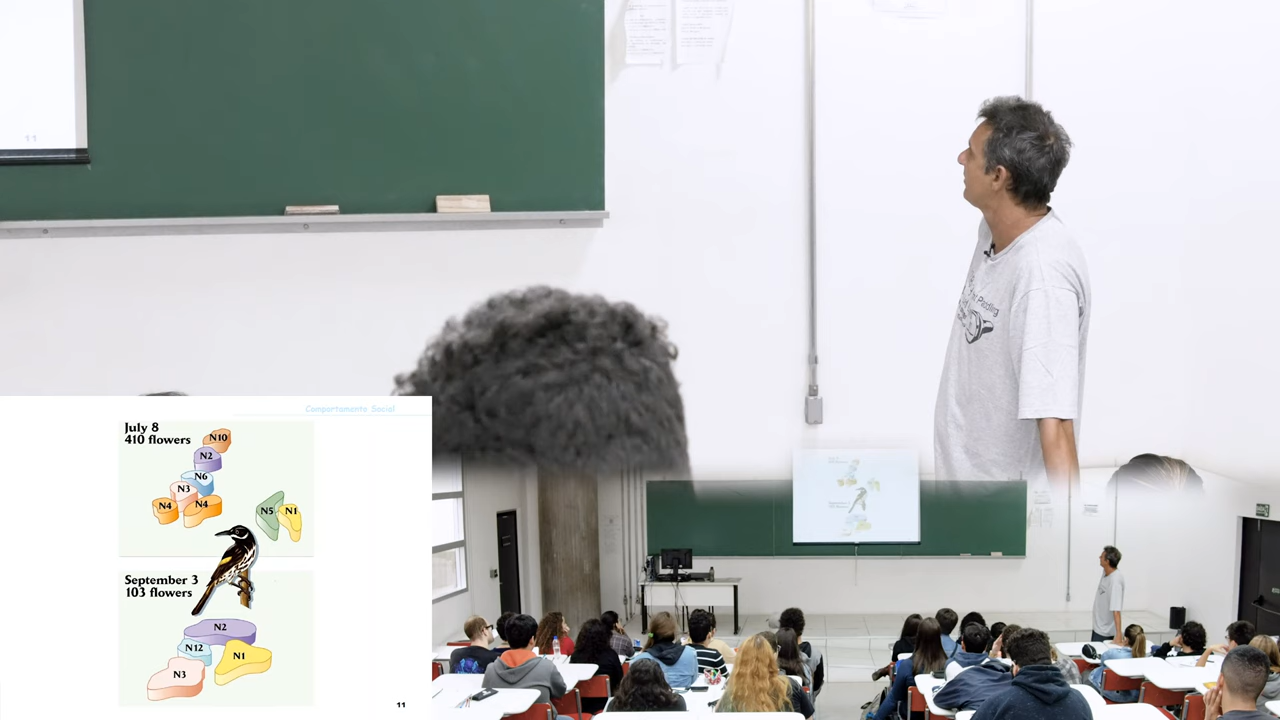 11
Comportamento Social
July 8
410 flowers
N10
N2
N6
N3
N4
N4
N5
N1
September 3
103 flowers
N2
N12
N1
N3
11